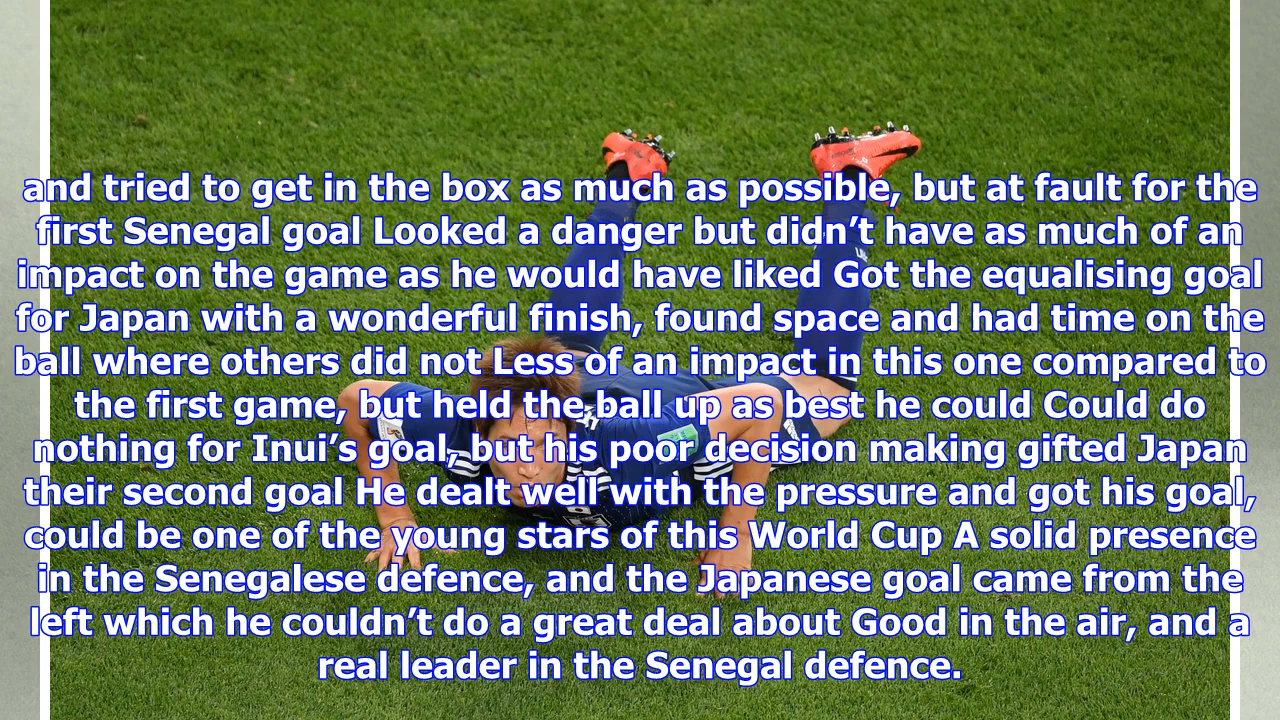 and tried to get in the box as much as possible, but at fault for the
first Senegal goal Looked a danger but didn’t have as much of an
impact on the game as he would have liked Got the equalising goal
for Japan with a wonderful finish, found space and had time on the
ball where others did not Less of an impact in this one compared to
the first game, but held the ball up as best he could Could do
nothing for Inui’s goal, but his poor decision making gifted Japan
their second goal He dealt well with the pressure and got his goal,
could be one of the young stars of this World Cup A solid presence
in the Senegalese defence, and the Japanese goal came from the
left which he couldn’t do a great deal about Good in the air, and a
real leader in the Senegal defence.